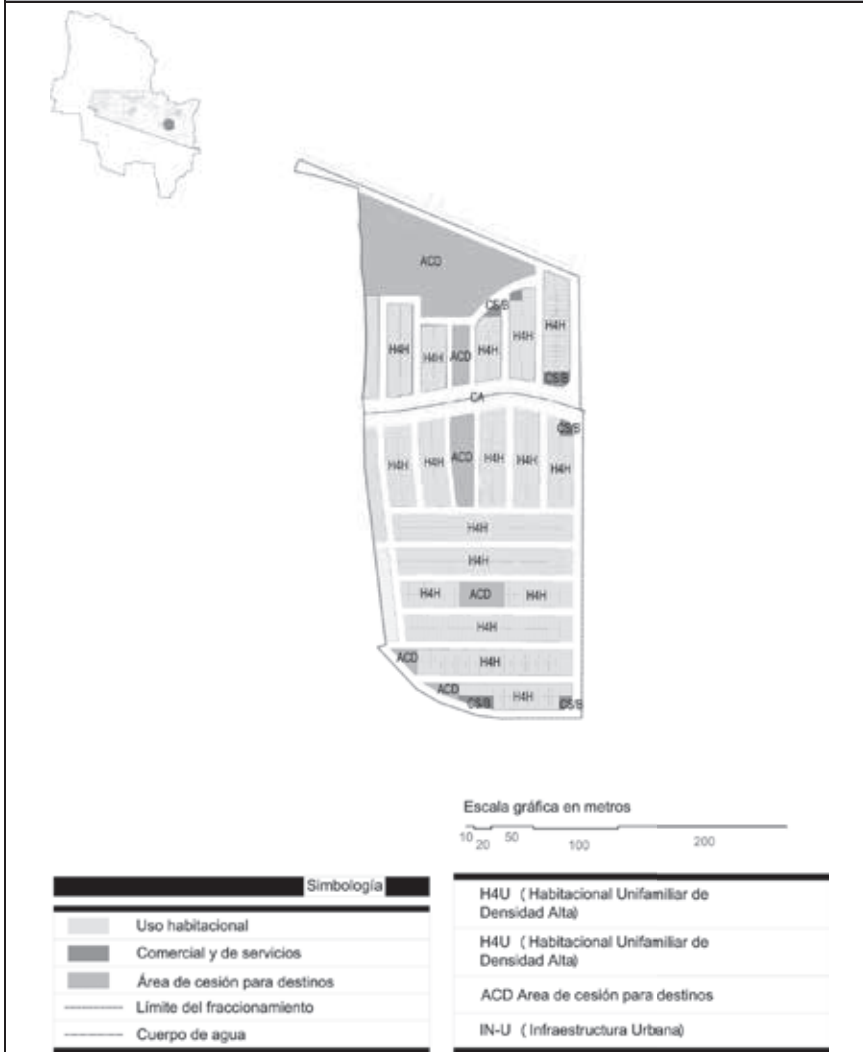 ACD
CS/B
H4H
H4H
H4H
ACD
H4H
H4H
CS/B
CA
CS/B
H4H
H4H
ACD
H4H
H4H
H4H
H4H
H4H
H4H
ACD
H4H
H4H
ACD
H4H
ACD
CS/B
H4H
CS/B
Escala gráfica en metros
10 20 50 100 200
Simbología
Uso habitacional
Comercial y de servicios
Área de cesión para destinos
Límite del fraccionamiento
Cuerpo de agua
H4U ( Habitacional Unifamiliar de
Densidad Alta)
H4U ( Habitacional Unifamiliar de
Densidad Alta)
ACD Area de cesión para destinos
IN-U ( Infraestructura Urbana)